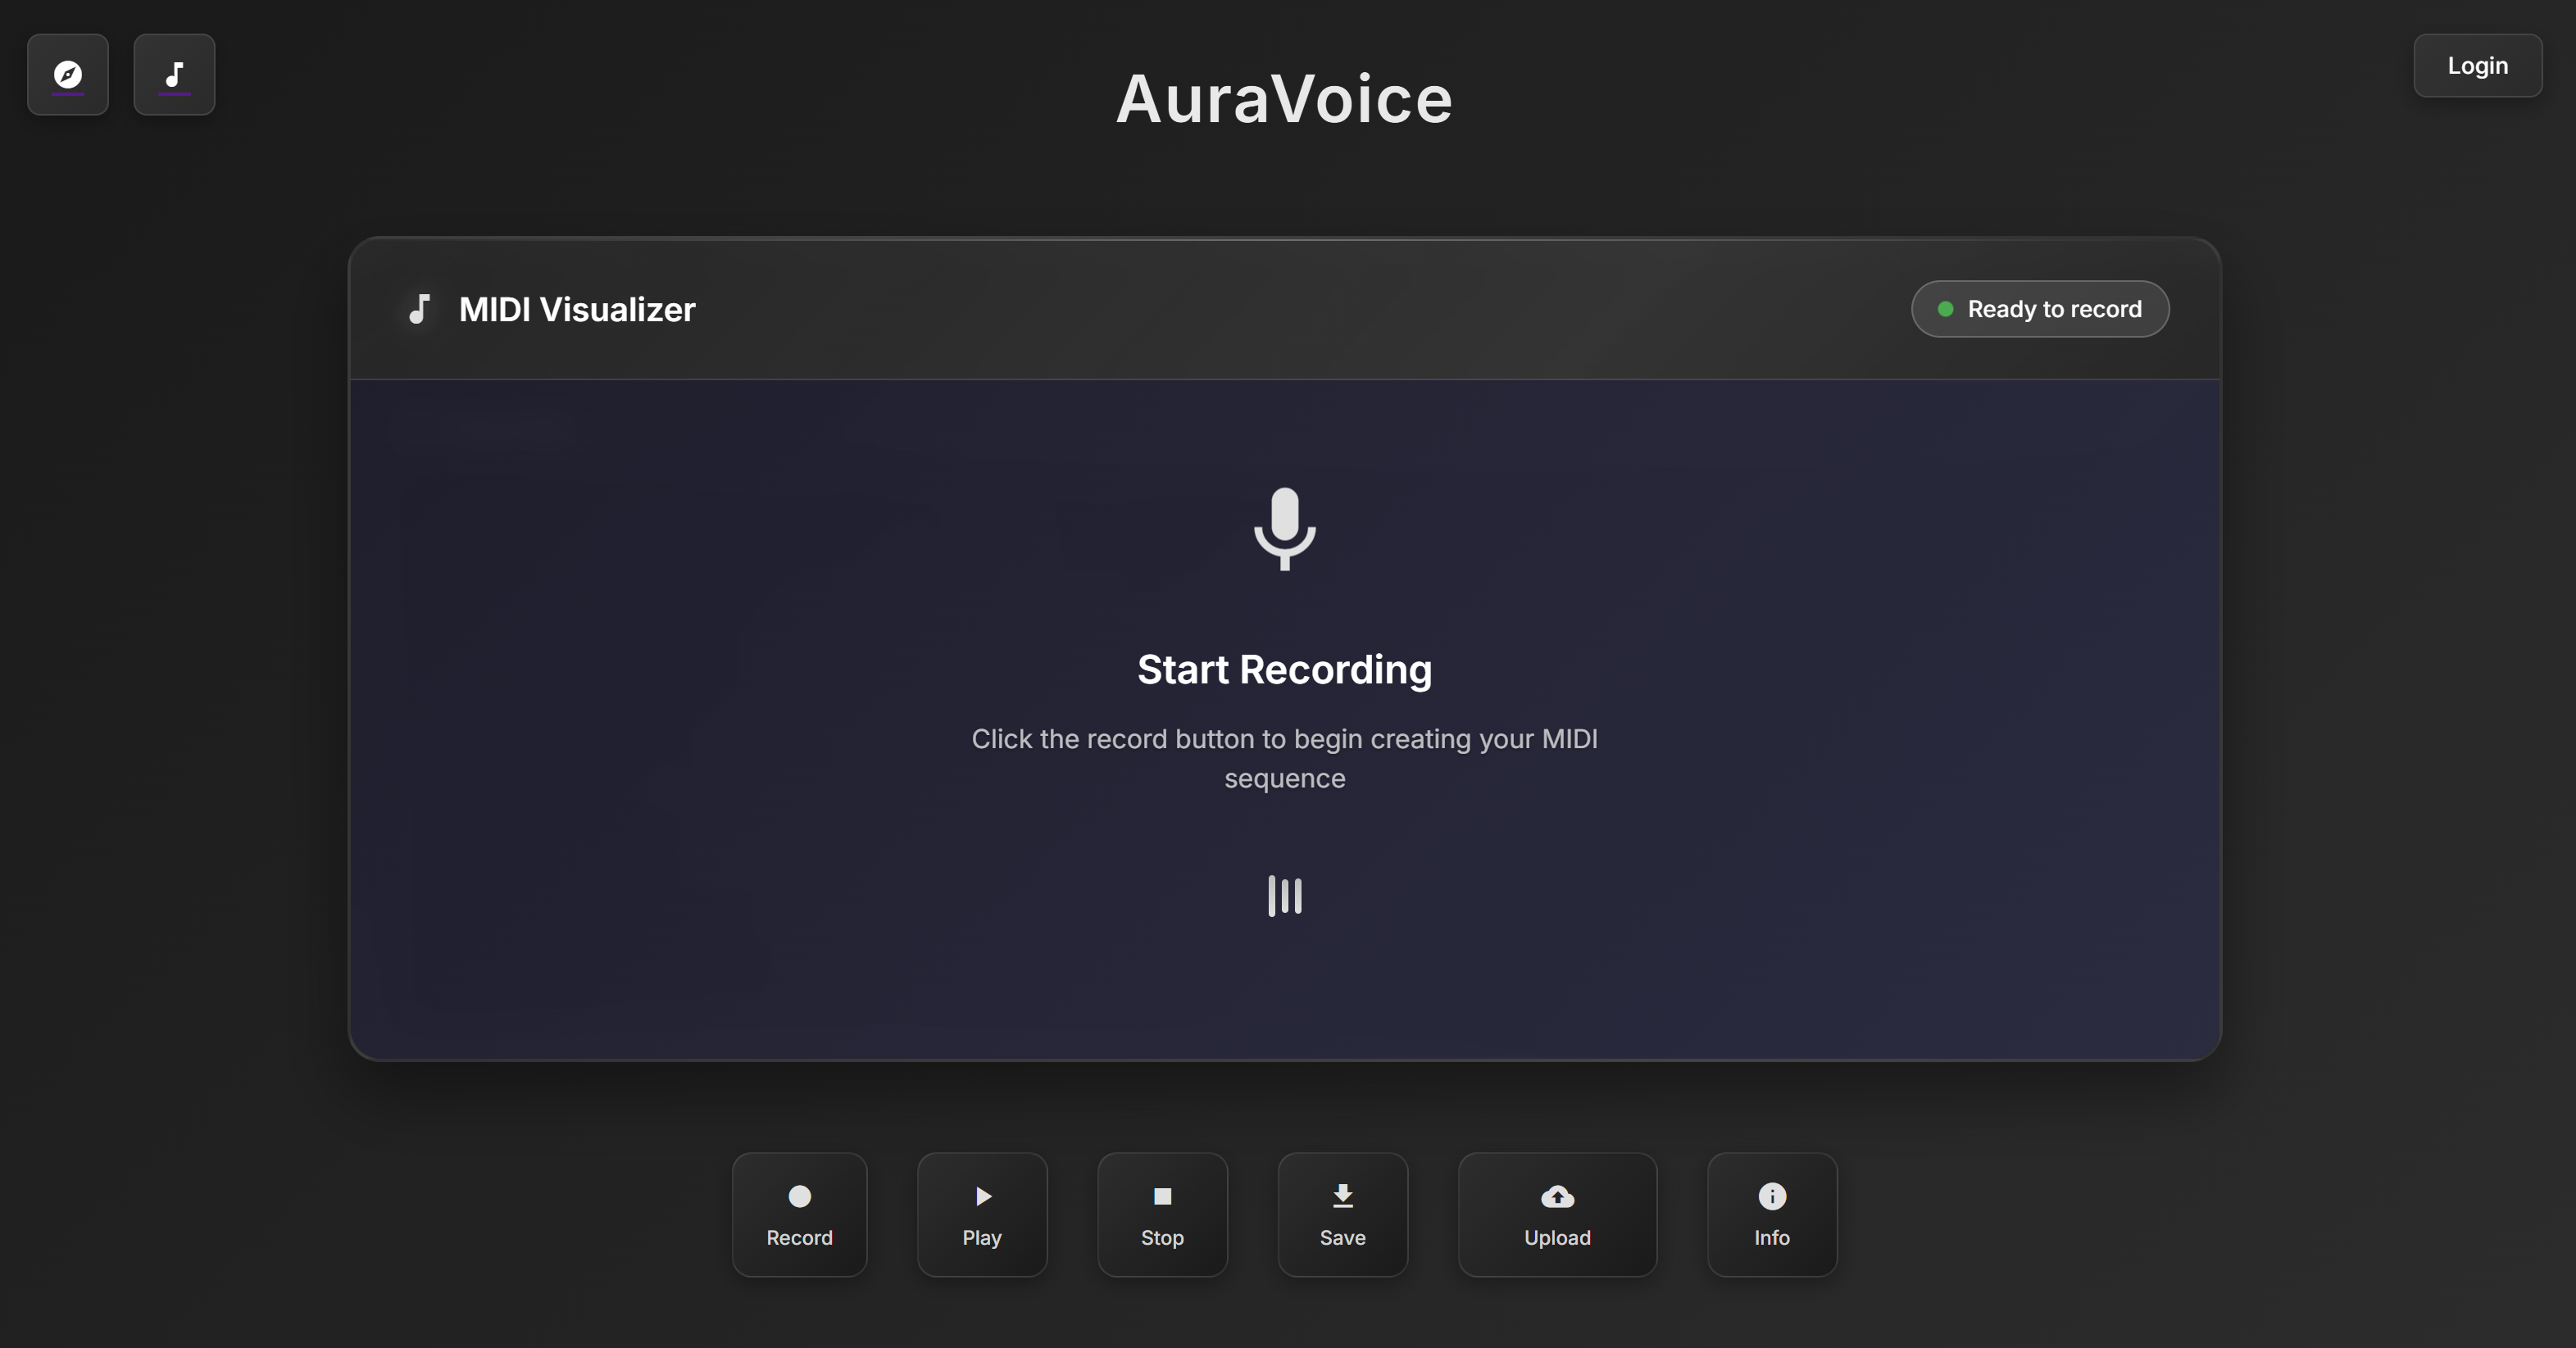 AuraVoice
Login
MIDI Visualizer
Ready to record
Start Recording
Click the record button to begin creating your MIDI
sequence
Record
Play
Stop
Save
Upload
Info